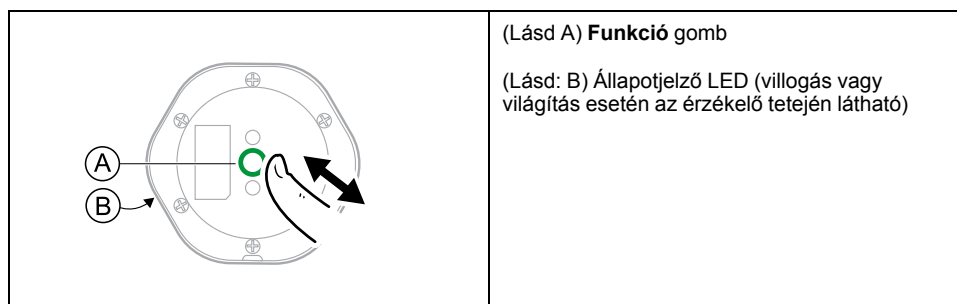 A
B
(Lásd A) Funkció gomb
(Lásd: B) Állapotjelző LED (villogás vagy
világítás esetén az érzékelő tetején látható)